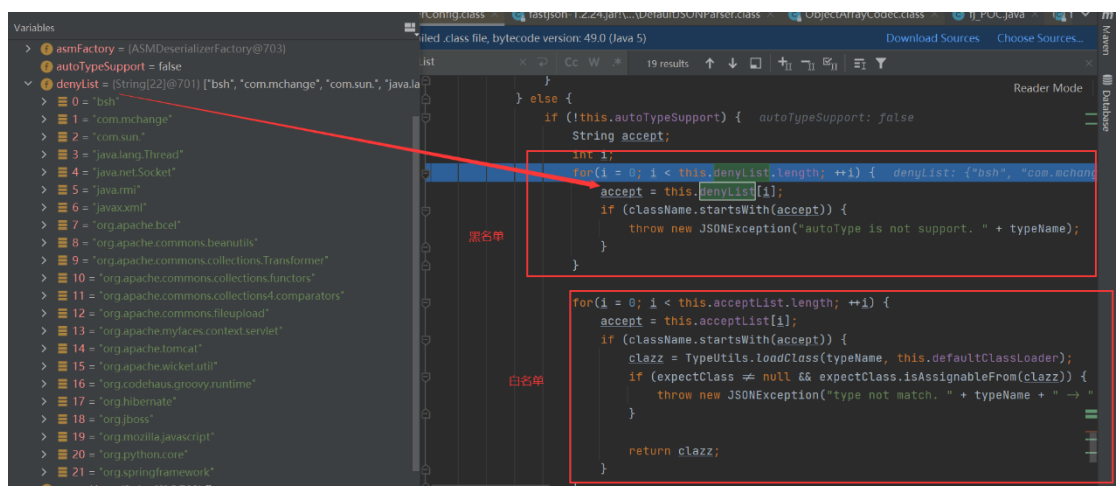 Variables
asmFactory = {ASMDeserializerFactory@703}
autoTypeSupport = false
denyList = {String[22]@701} ["bsh", "com.mchange", "com.sun.", "java.la
0 = "bsh"
1 = "com.mchange"
2 = "com.sun."
3 = "java.lang.Thread"
4 = "java.net.Socket"
5 = "java.rmi"
6 = "javax.xml"
7 = "org.apache.bcel"
8 = "org.apache.commons.beanutils"
9 = "org.apache.commons.collections.Transformer"
10 = "org.apache.commons.collections.functors"
11 = "org.apache.commons.collections4.comparators"
12 = "org.apache.commons.fileupload"
13 = "org.apache.myfaces.context.servlet"
14 = "org.apache.tomcat"
15 = "org.apache.wicket.util"
16 = "org.codehaus.groovy.runtime"
17 = "org.hibernate"
18 = "org.jboss"
19 = "org.mozilla.javascript"
20 = "org.python.core"
21 = "org.springframework"
rConfig.class fastjson-1.2.24.jar!\...\DefaultJSONParser.class ObjectArrayCodec.class fj_POC.java
piled .class file, bytecode version: 49.0 (Java 5) Download Sources Choose Sources...
List Cc W .* 19 results
Reader Mode
}
} else {
if (!this.autoTypeSupport) { autoTypeSupport: false
String accept;
int i;
for(i = 0; i < this.denyList.length; ++i) { denyList: {"bsh", "com.mchang
accept = this.denyList[i];
if (className.startsWith(accept)) {
throw new JSONException("autoType is not support. " + typeName);
}
}
黑名单
for(i = 0; i < this.acceptList.length; ++i) {
accept = this.acceptList[i];
if (className.startsWith(accept)) {
clazz = TypeUtils.loadClass(typeName, this.defaultClassLoader);
if (expectClass ≠ null && expectClass.isAssignableFrom(clazz)) {
throw new JSONException("type not match. " + typeName + " → "
}
return clazz;
}
白名单
Maven
Database